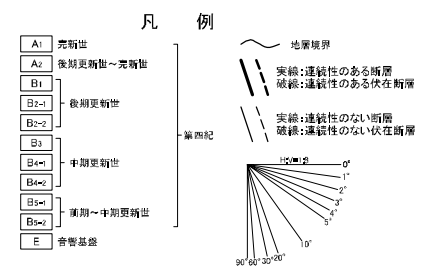 凡 例
A1 完新世
A2 後期更新世～完新世
B1
B2-1 後期更新世
B2-2
B3
B4-1 中期更新世
B4-2
B5-1
B5-2
前期～中期更新世
E 音響基盤
第四紀
地層境界
実線:連続性のある断層
破線:連続性のある伏在断層
実線:連続性のない断層
破線:連続性のない伏在断層
0°
1°
2°
3°
4°
5°
10°
20°
30°
60°
90°